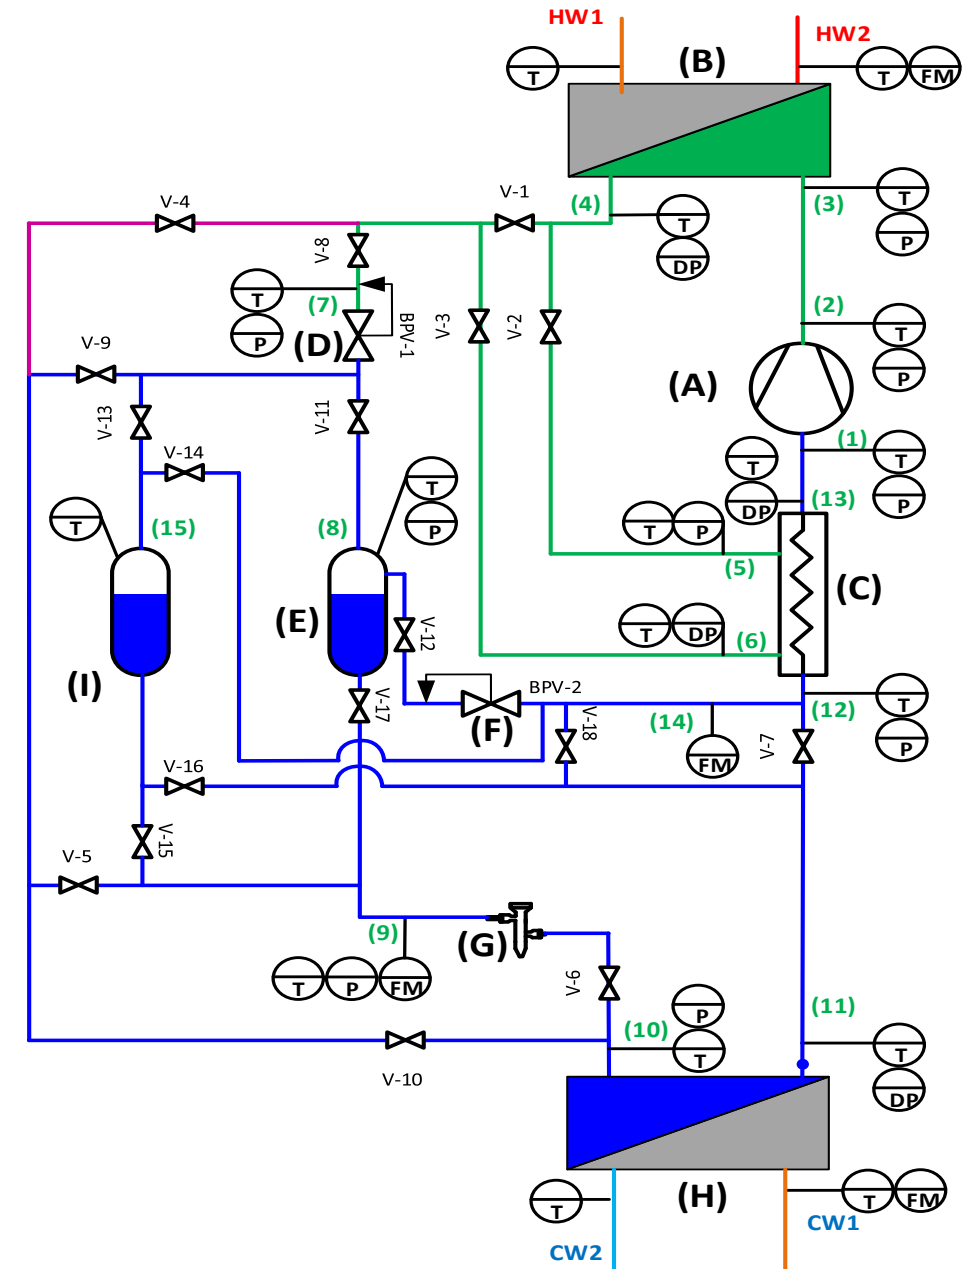 HW1
HW2
(B)
T
T
FM
V-4
V-1
(4)
T
DP
(3)
T
P
V-8
T
P
(7)
(D)
BPV-1
V-3
V-2
(2)
T
P
V-9
(A)
V-13
V-11
V-14
(1)
T
P
T
DP
(13)
T
(15)
(8)
T
P
T
P
(5)
(C)
(E)
(I)
V-12
T
DP
(6)
V-17
BPV-2
(F)
V-18
(14)
FM
(12)
T
P
V-7
V-16
V-15
V-5
(9)
T
P
FM
(G)
V-6
(10)
P
T
(11)
T
DP
V-10
(H)
T
CW2
T
FM
CW1